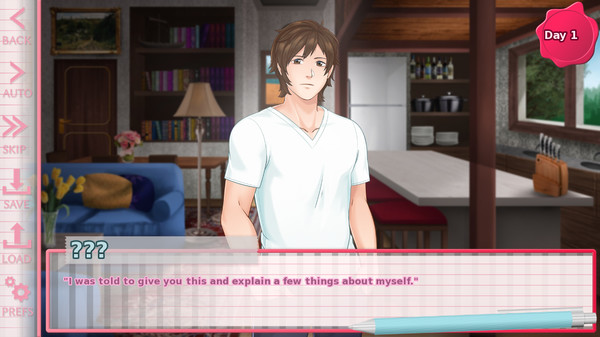 BACK
Day 1
AUTO
SKIP
SAVE
LOAD
PREFS
???
"I was told to give you this and explain a few things about myself."